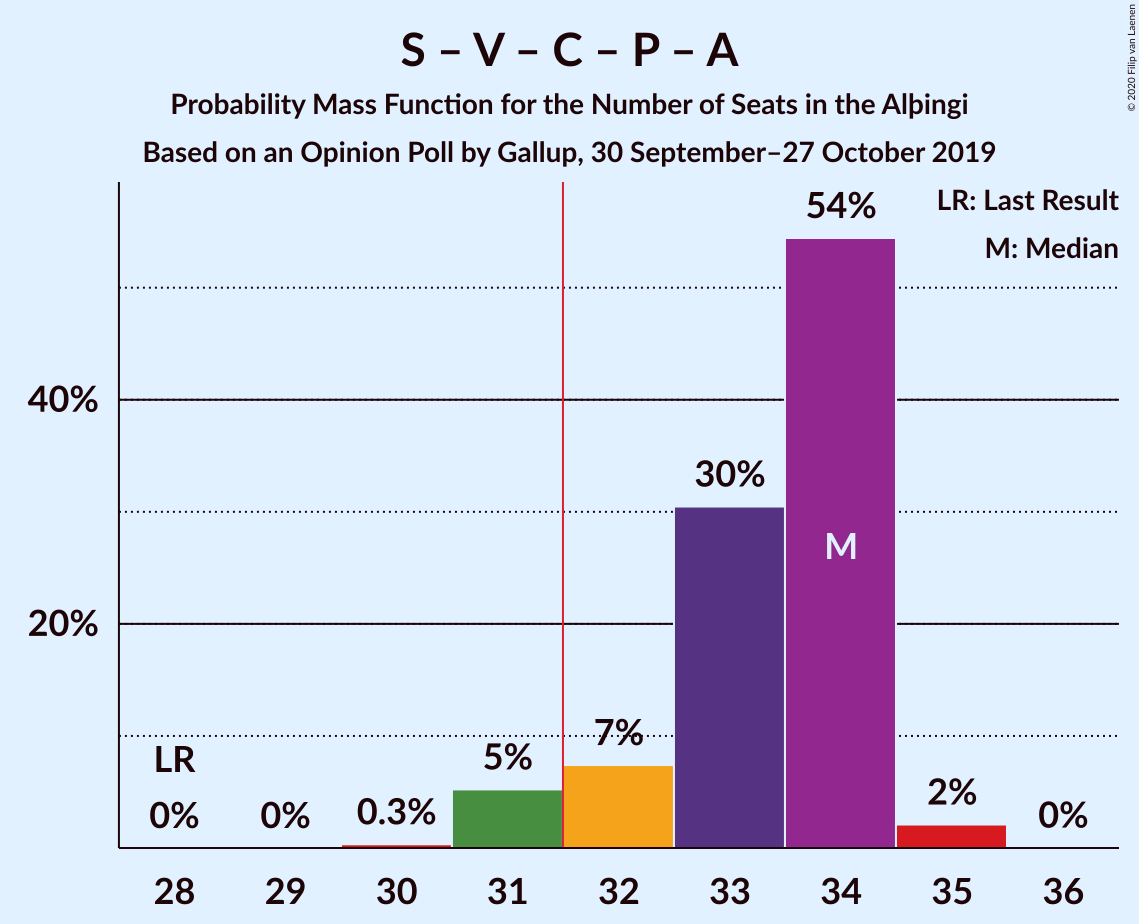 S – V – C – P – A
Probability Mass Function for the Number of Seats in the Alþingi
Based on an Opinion Poll by Gallup, 30 September–27 October 2019
© 2020 Filip van Laenen
LR: Last Result
M: Median
54%
40%
30%
M
20%
7%
LR
5%
2%
0%
0%
0.3%
0%
28
29
30
31
32
33
34
35
36